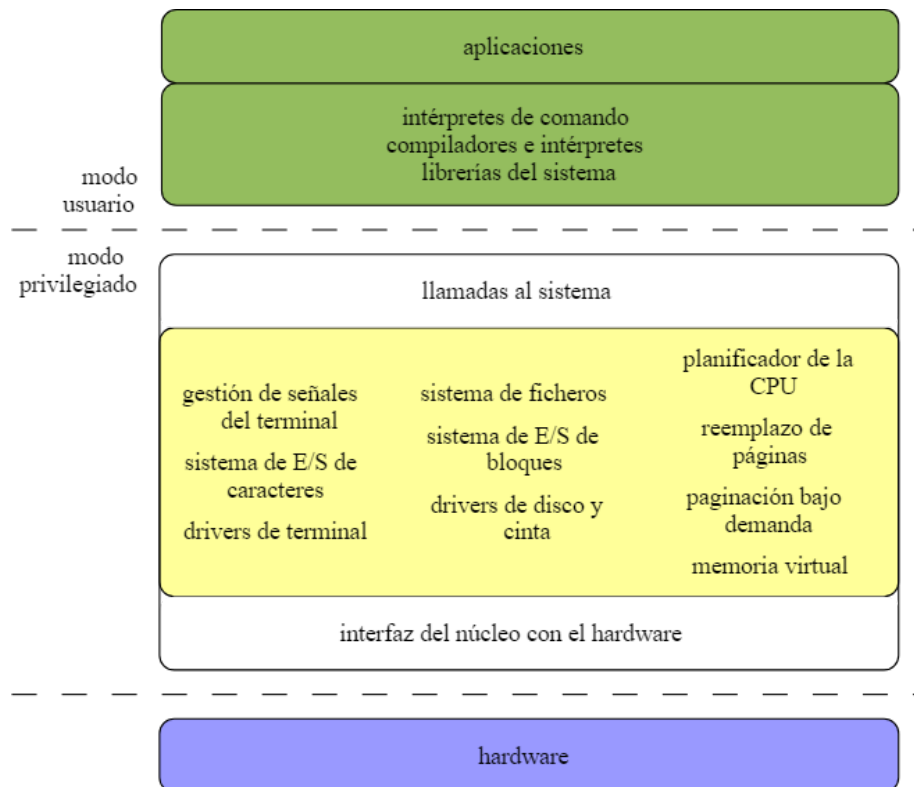 aplicaciones
intérpretes de comando
compiladores e intérpretes
librerías del sistema
modo
usuario
modo
privilegiado
llamadas al sistema
gestión de señales
del terminal
sistema de E/S de
caracteres
drivers de terminal
sistema de ficheros
sistema de E/S de
bloques
drivers de disco y
cinta
planificador de la
CPU
reemplazo de
páginas
paginación bajo
demanda
memoria virtual
interfaz del núcleo con el hardware
hardware